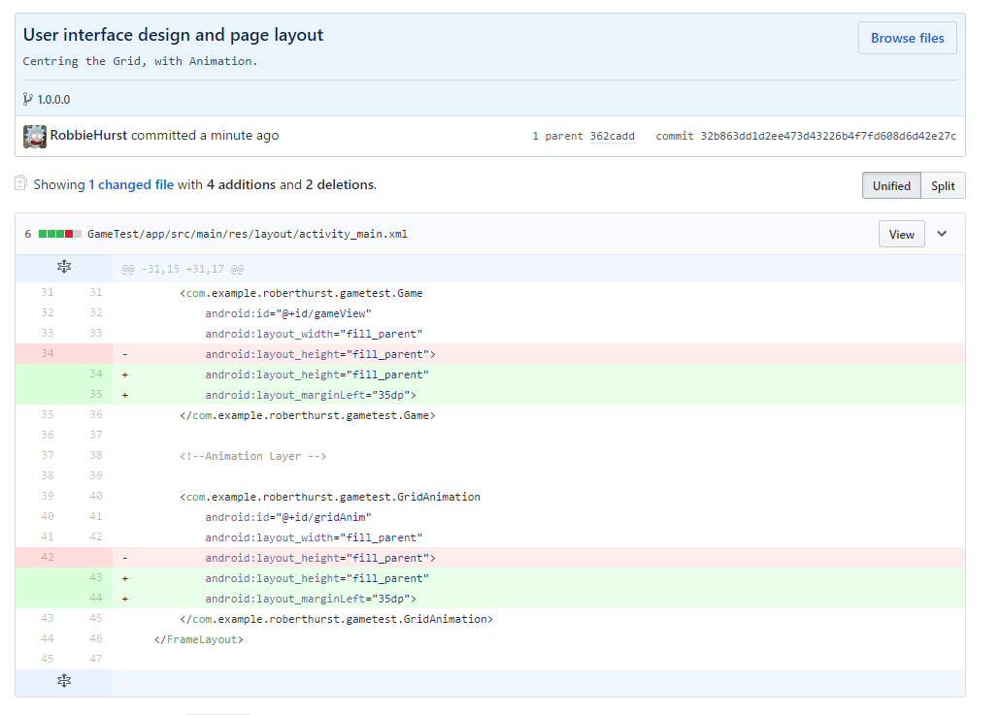 User interface design and page layout
Browse files
Centring the Grid, with Animation.
1.0.0.0
RobbieHurst committed a minute ago
1 parent 362cadd commit 32b863dd1d2ee473d43226b4f7fd608d6d42e27c
Showing 1 changed file with 4 additions and 2 deletions.
Unified Split
6 GameTest/app/src/main/res/layout/activity_main.xml
View
@@ -31,15 +31,17 @@
31 31 <com.example.roberthurst.gametest.Game
32 32 android:id="@+id/gameView"
33 33 android:layout_width="fill_parent"
34 - android:layout_height="fill_parent">
34 + android:layout_height="fill_parent"
35 + android:layout_marginLeft="35dp">
35 36 </com.example.roberthurst.gametest.Game>
36 37
37 38 <!--Animation Layer -->
38 39
39 40 <com.example.roberthurst.gametest.GridAnimation
40 41 android:id="@+id/gridAnim"
41 42 android:layout_width="fill_parent"
42 - android:layout_height="fill_parent">
43 + android:layout_height="fill_parent"
44 + android:layout_marginLeft="35dp">
43 45 </com.example.roberthurst.gametest.GridAnimation>
44 46 </FrameLayout>
45 47